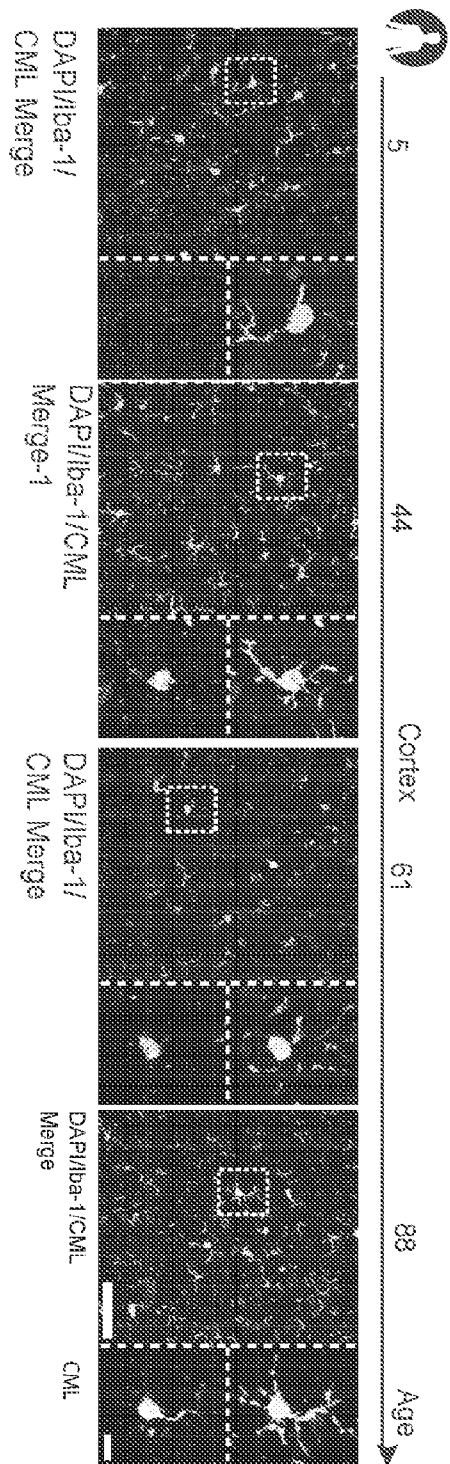 5
44
Cortex
61
88
Age
DAPI/Iba-1/
CML Merge
DAPI/Iba-1/CML
Merge-1
DAPI/Iba-1/
CML Merge
DAPI/Iba-1/CML
Merge
CML